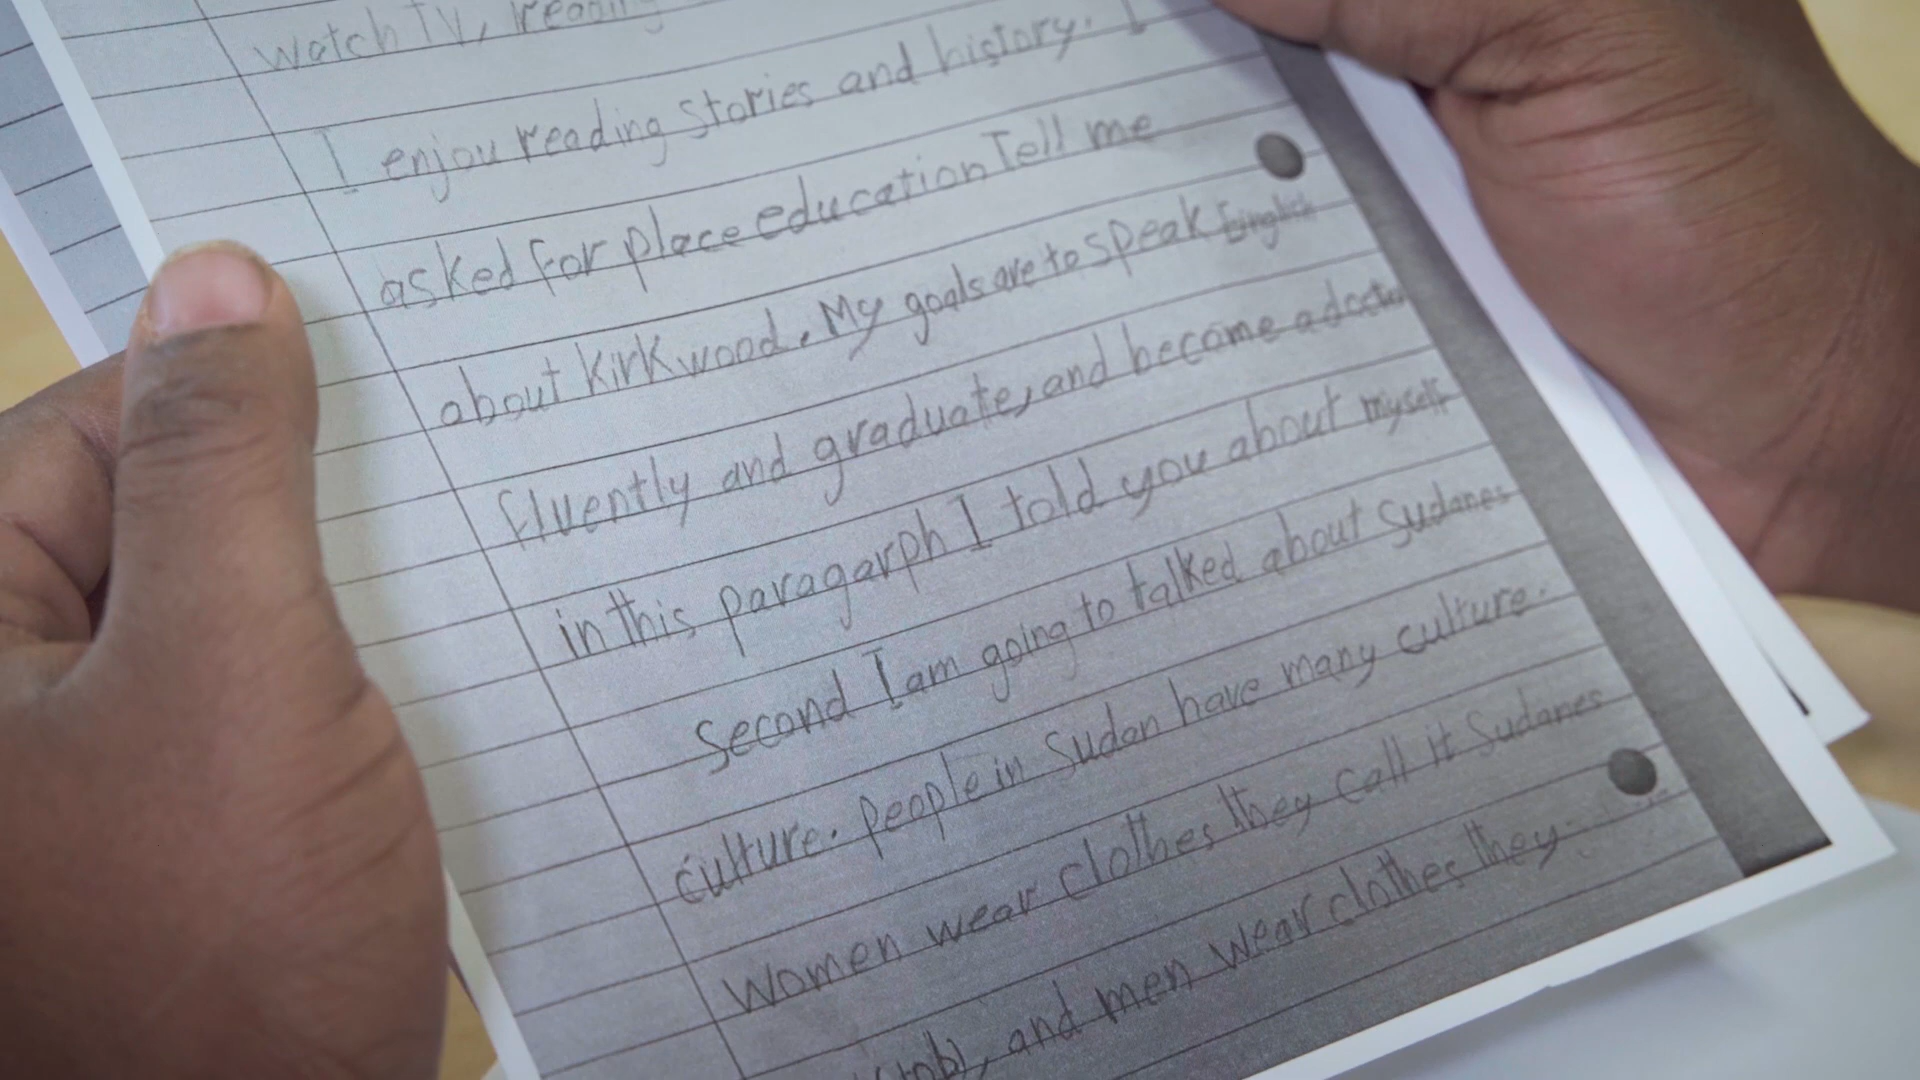 watch TV, reading
I enjou reading stories and history. I
asked for place education Tell me
about Kirkwood. My goals are to speak English
fluently and graduate, and become a doctor
in this paragarph I told you about myself
Second I am going to talked about Sudanes
culture. people in Sudan have many culture.
Women wear clothes they call it Sudanes
and men wear clothes they